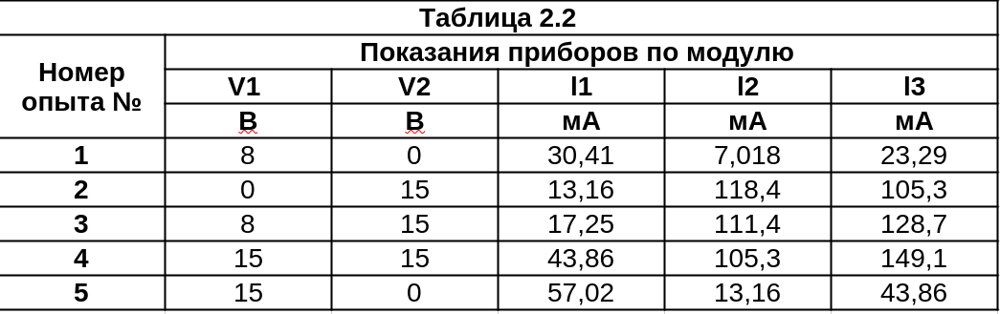 Таблица 2.2
Номер опыта № Показания приборов по модулю
V1 V2 l1 l2 l3
В В мА мА мА
1 8 0 30,41 7,018 23,29
2 0 15 13,16 118,4 105,3
3 8 15 17,25 111,4 128,7
4 15 15 43,86 105,3 149,1
5 15 0 57,02 13,16 43,86